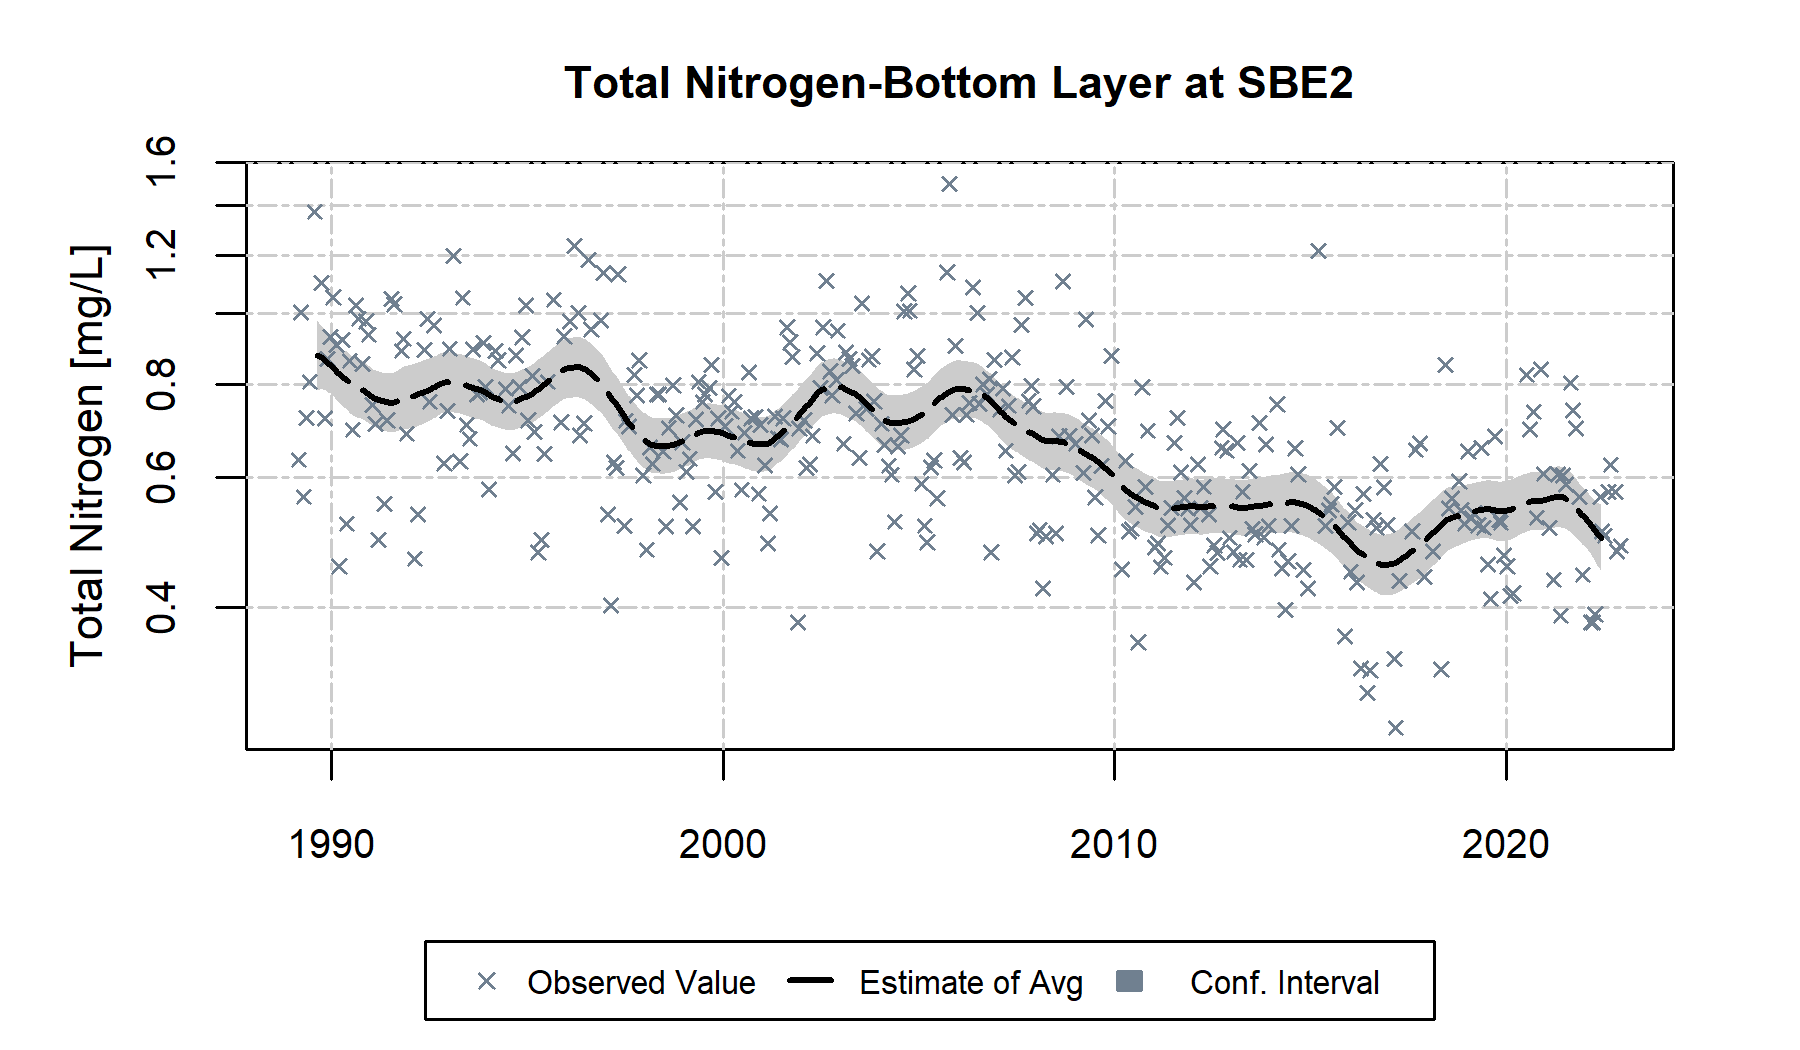 Total Nitrogen-Bottom Layer at SBE2
Total Nitrogen [mg/L]
1.6
1.2
0.8
0.6
0.4
1990 2000 2010 2020
Observed Value Estimate of Avg Conf. Interval